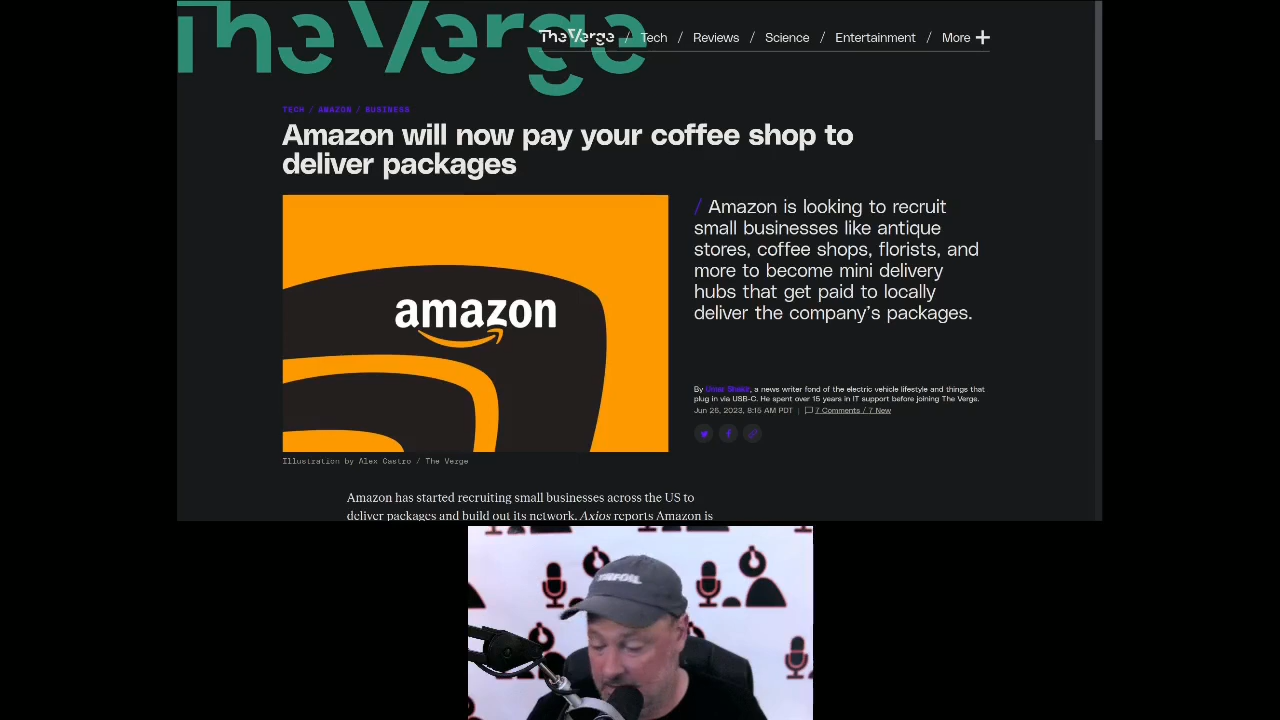 The Verge
The Verge / Tech / Reviews / Science / Entertainment / More +
TECH / AMAZON / BUSINESS
Amazon will now pay your coffee shop to
deliver packages
/ Amazon is looking to recruit
small businesses like antique
stores, coffee shops, florists, and
more to become mini delivery
hubs that get paid to locally
deliver the company's packages.
amazon
By Umar Shakir, a news writer fond of the electric vehicle lifestyle and things that
plug in via USB-C. He spent over 15 years in IT support before joining The Verge.
Jun 26, 2023, 8:15 AM PDT | 7 Comments / 7 New
Illustration by Alex Castro / The Verge
Amazon has started recruiting small businesses across the US to
deliver packages and build out its network. Axios reports Amazon is